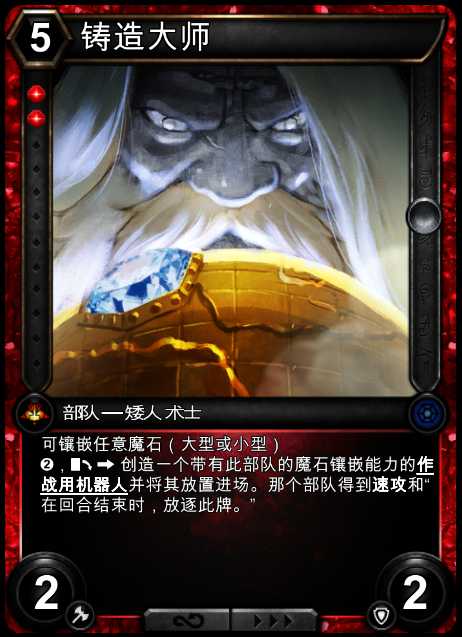 5
铸造大师
部队一矮人 术士
可镶嵌任意魔石（大型或小型）
❷，➡ 创造一个带有此部队的魔石镶嵌能力的作
战用机器人并将其放置进场。那个部队得到速攻和“
在回合结束时，放逐此牌。”
2
2